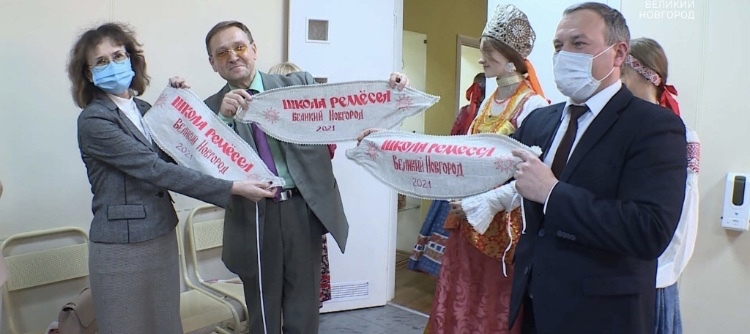 ВЕЛИКИЙ
НОВГОРОД
ШКОЛА РЕМЁСЕЛ
ВЕЛИКИЙ НОВГОРОД
2021
ШКОЛА РЕМЁСЕЛ
ВЕЛИКИЙ НОВГОРОД
2021
ШКОЛА РЕМЁСЕЛ
ВЕЛИКИЙ НОВГОРОД
2021